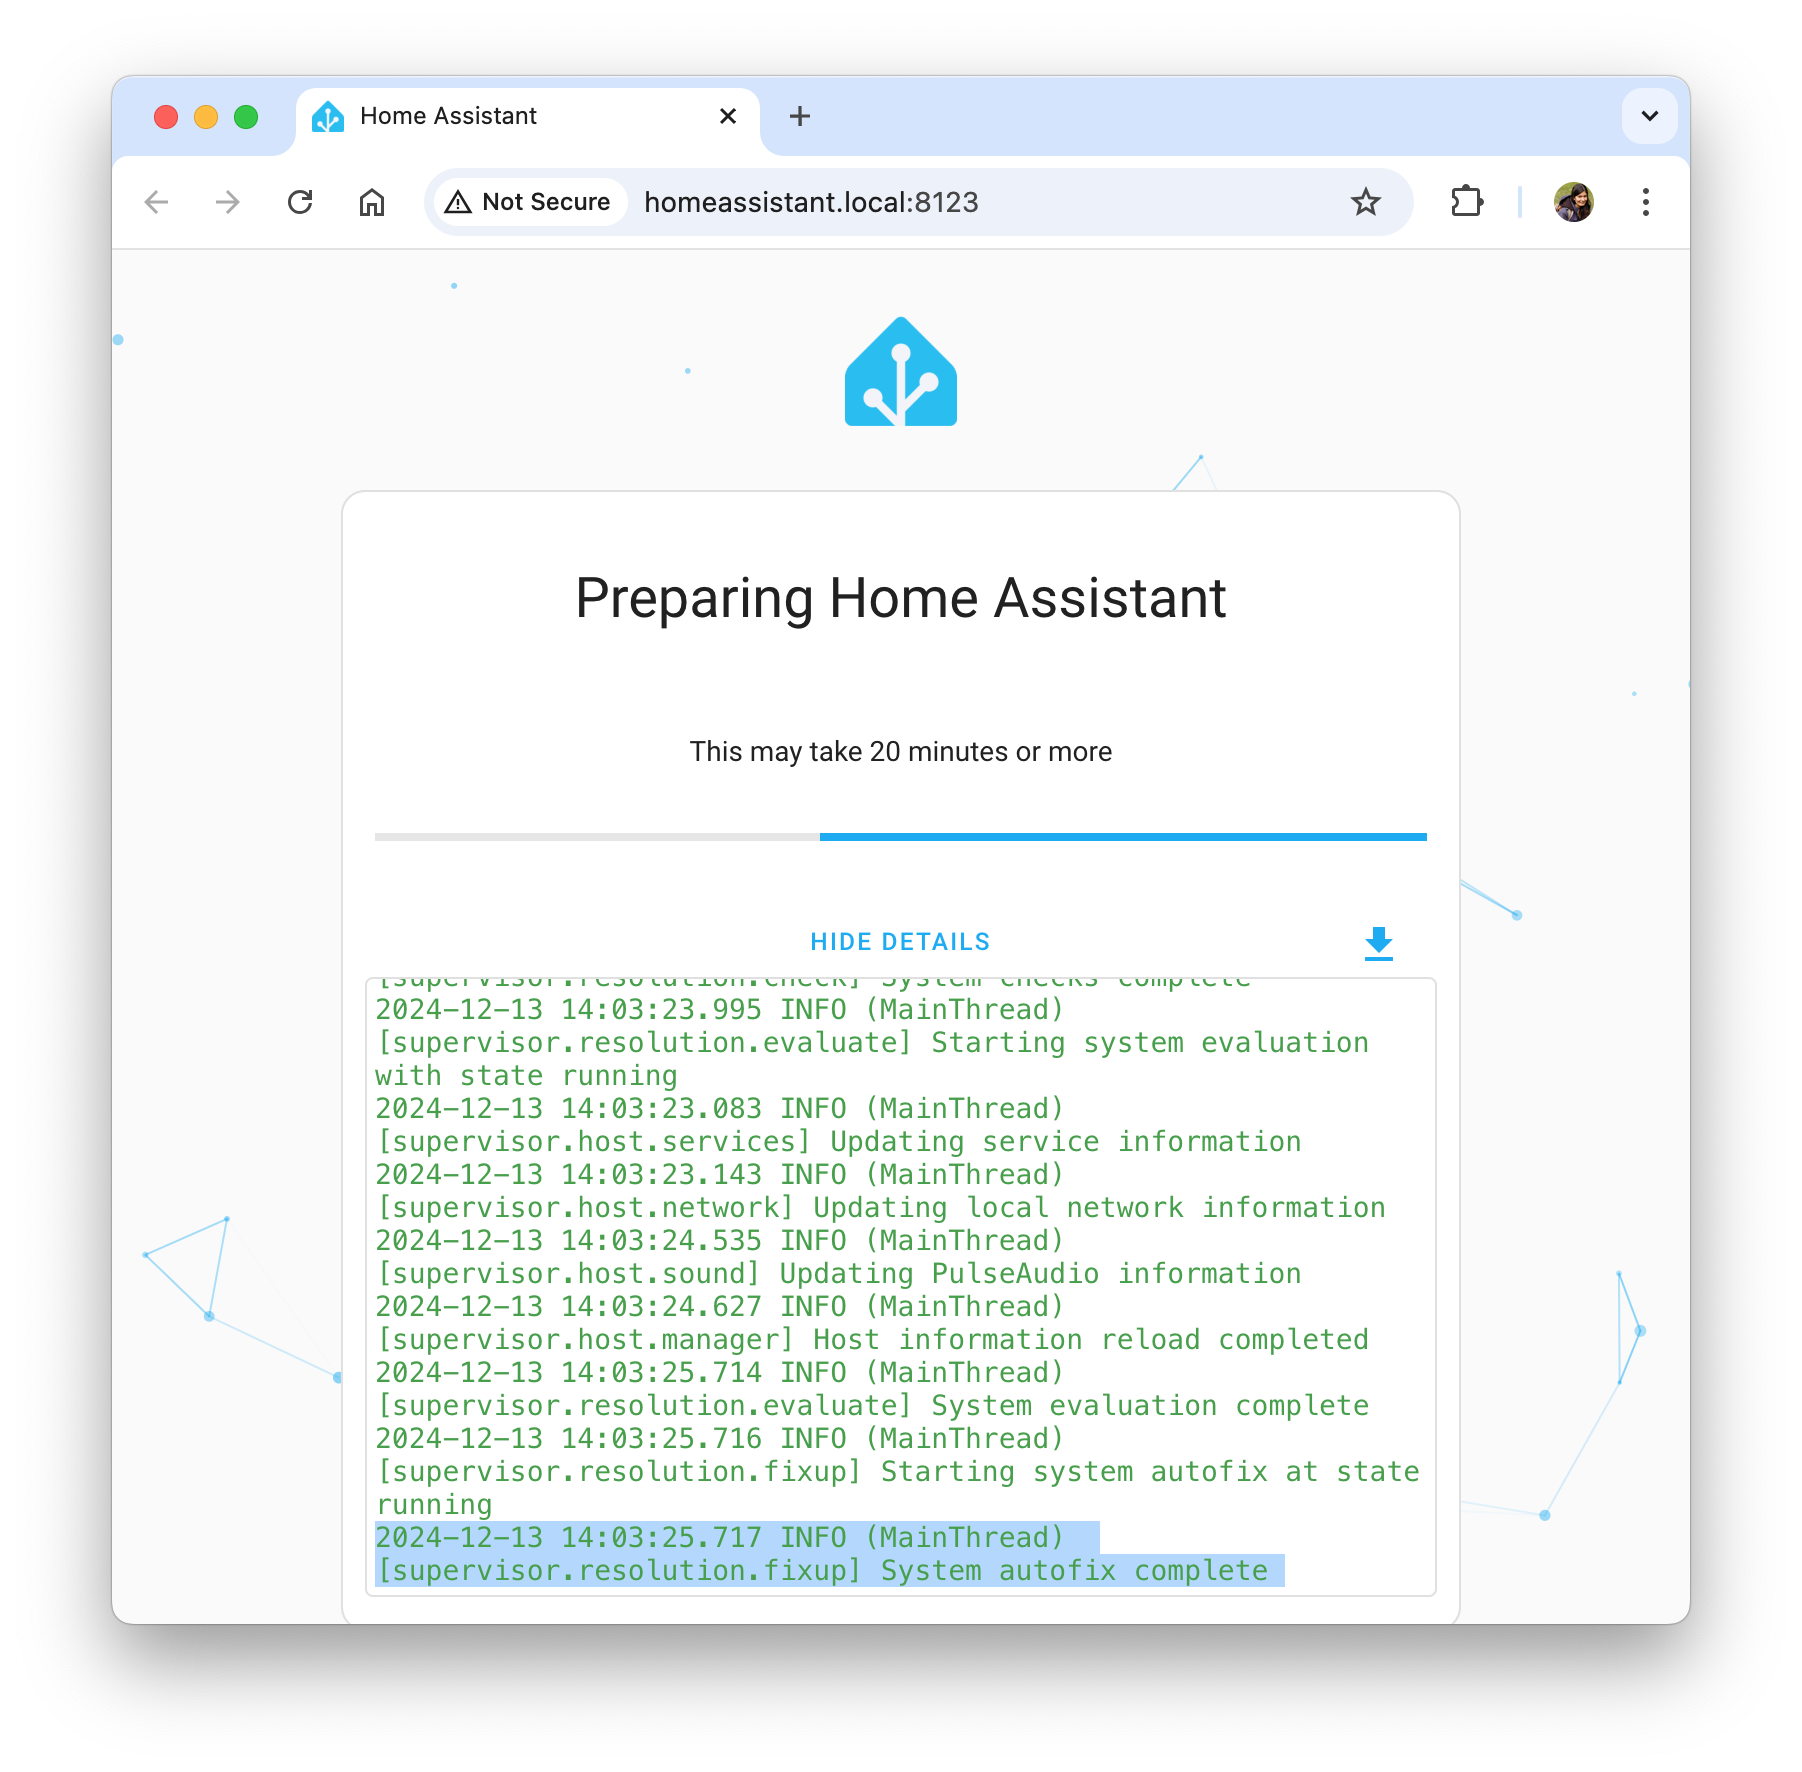 Home Assistant
Not Secure
homeassistant.local:8123
Preparing Home Assistant
This may take 20 minutes or more
HIDE DETAILS
[supervisor.resolution.check] System checks complete
2024-12-13 14:03:23.995 INFO (MainThread)
[supervisor.resolution.evaluate] Starting system evaluation
with state running
2024-12-13 14:03:23.083 INFO (MainThread)
[supervisor.host.services] Updating service information
2024-12-13 14:03:23.143 INFO (MainThread)
[supervisor.host.network] Updating local network information
2024-12-13 14:03:24.535 INFO (MainThread)
[supervisor.host.sound] Updating PulseAudio information
2024-12-13 14:03:24.627 INFO (MainThread)
[supervisor.host.manager] Host information reload completed
2024-12-13 14:03:25.714 INFO (MainThread)
[supervisor.resolution.evaluate] System evaluation complete
2024-12-13 14:03:25.716 INFO (MainThread)
[supervisor.resolution.fixup] Starting system autofix at state
running
2024-12-13 14:03:25.717 INFO (MainThread)
[supervisor.resolution.fixup] System autofix complete